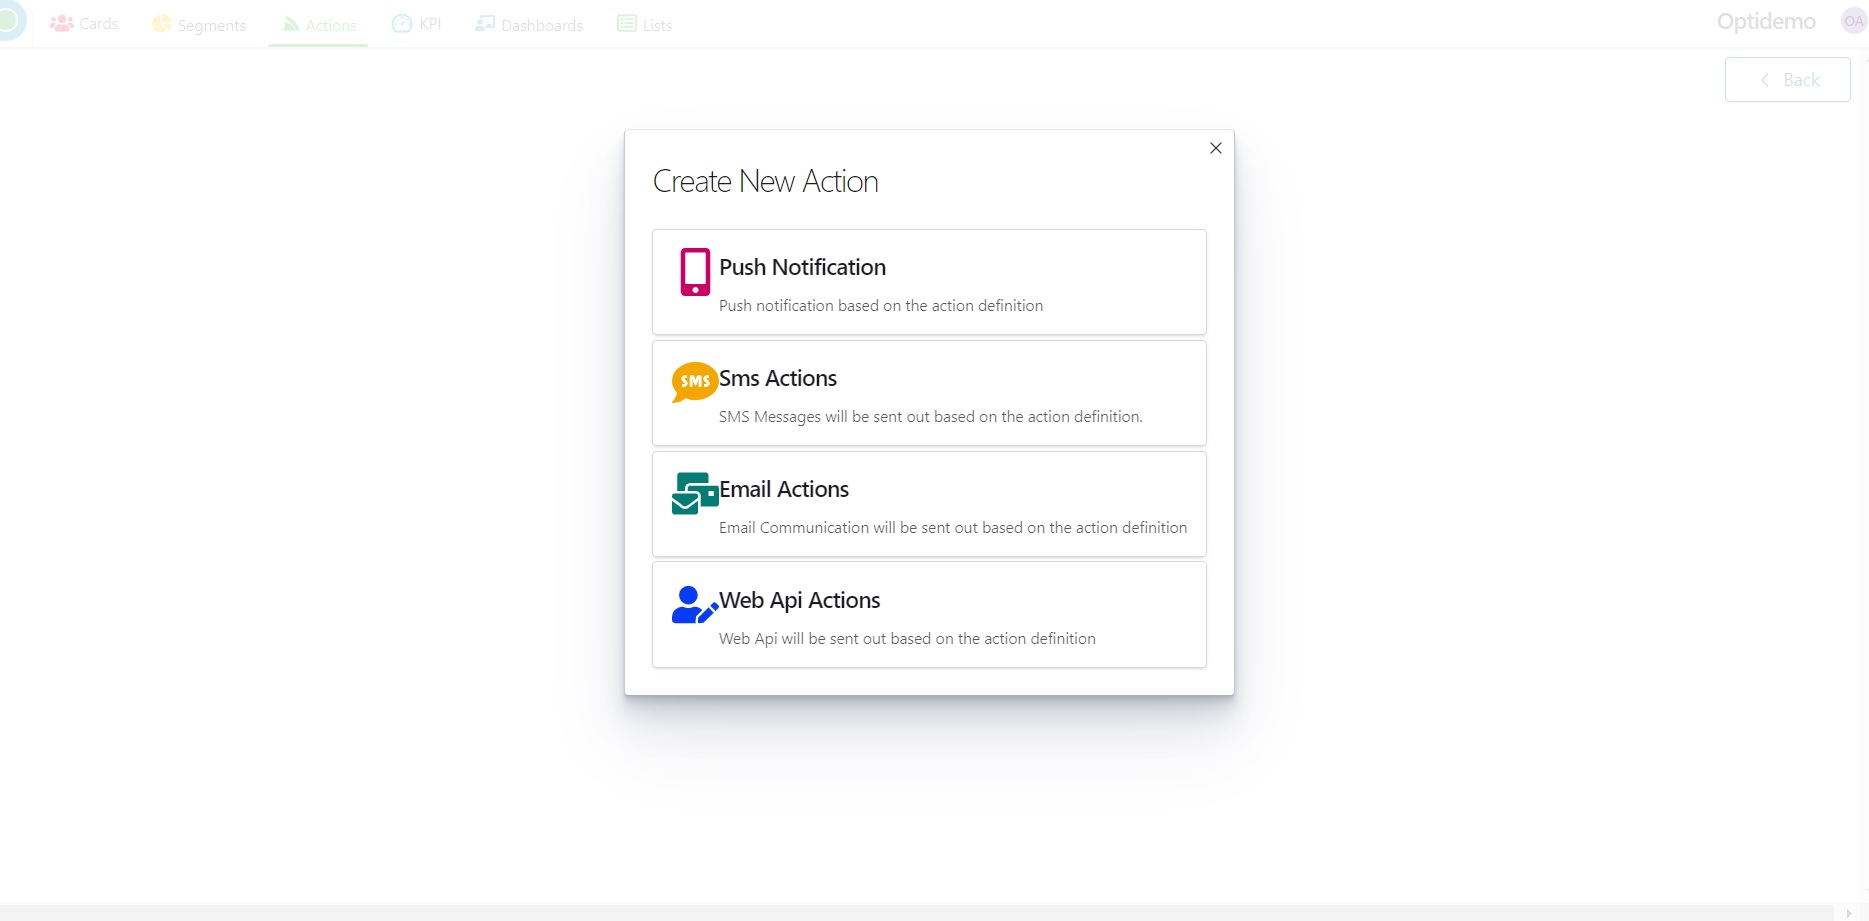 Cards
Segments
Actions
KPI
Dashboards
Lists
Optidemo
OA
Back
Create New Action
Push Notification
Push notification based on the action definition
SMS
Sms Actions
SMS Messages will be sent out based on the action definition.
Email Actions
Email Communication will be sent out based on the action definition
Web Api Actions
Web Api will be sent out based on the action definition